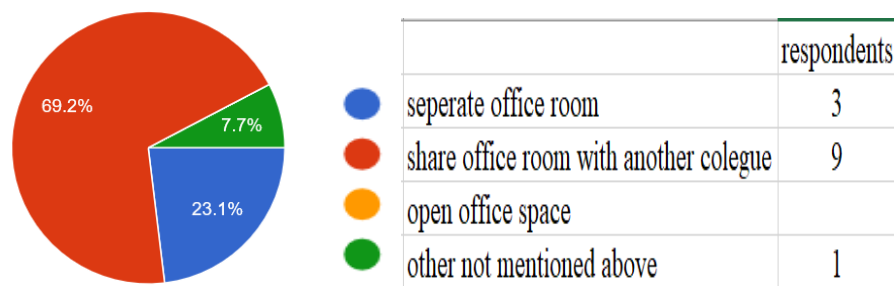 69.2%
7.7%
23.1%
respondents
seperate office room 3
share office room with another colegue 9
open office space
other not mentioned above 1